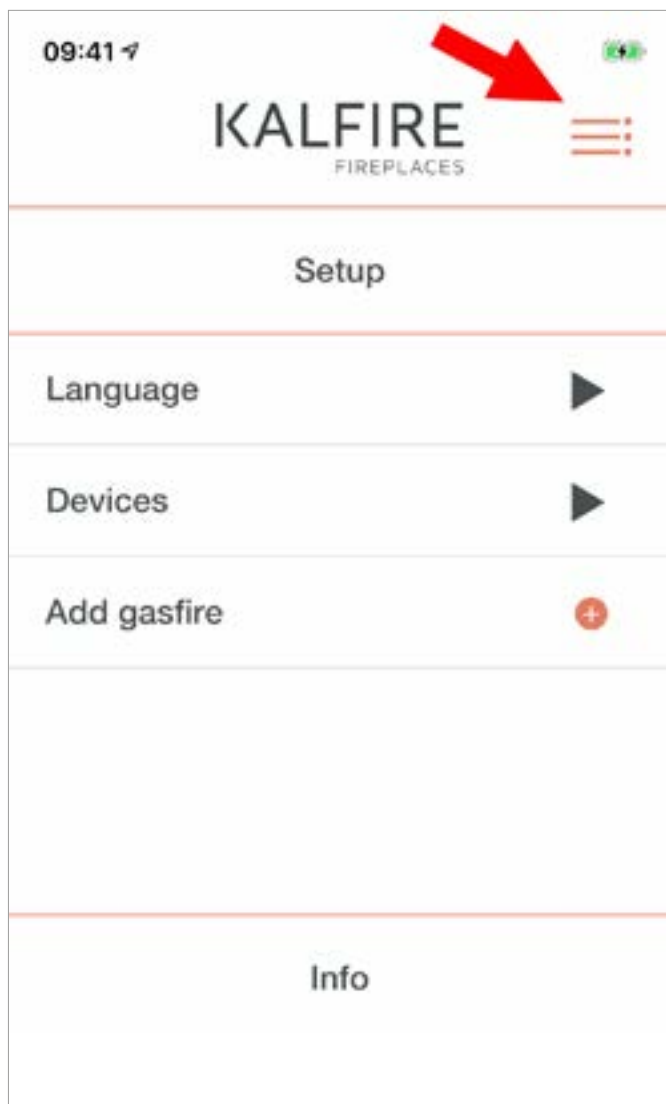 09:41
KALFIRE
FIREPLACES
Setup
Language
Devices
Add gasfire
Info